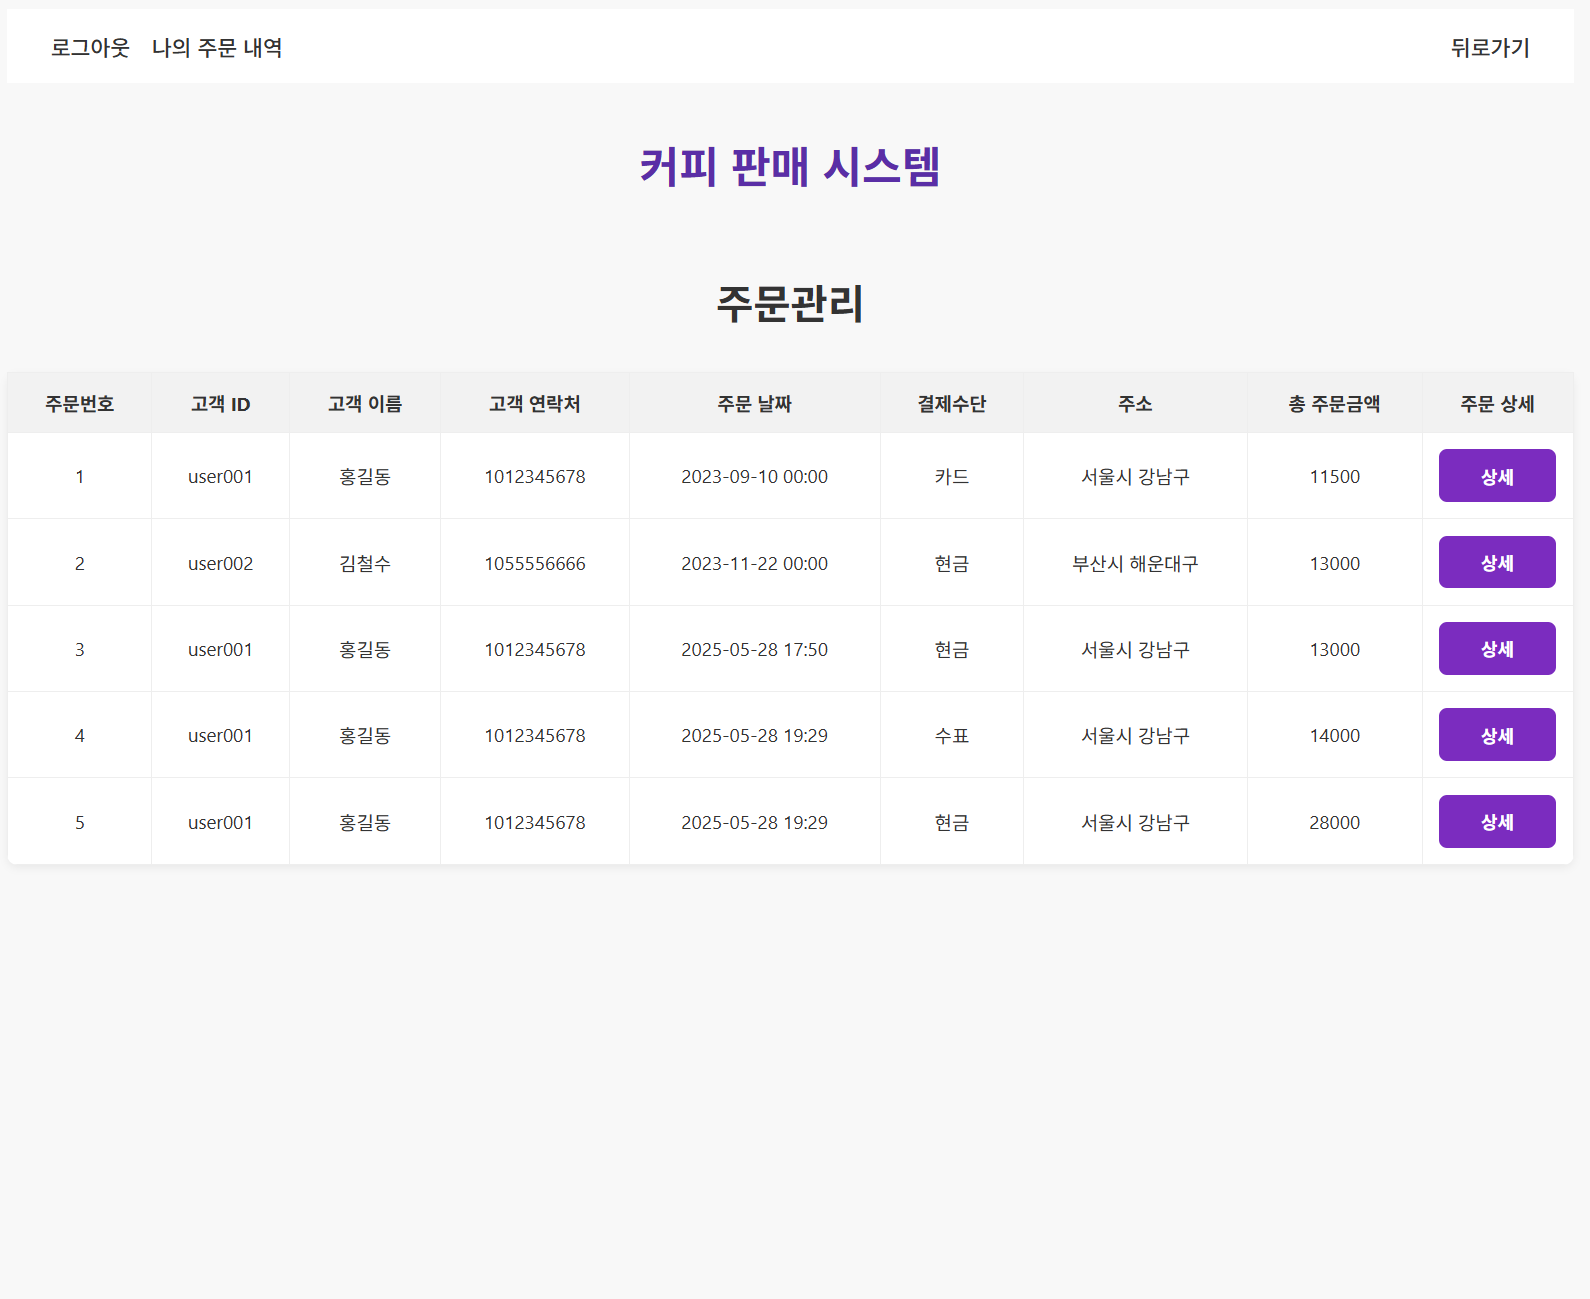 로그아웃 나의 주문 내역 뒤로가기
커피 판매 시스템
주문관리
주문번호 고객 ID 고객 이름 고객 연락처 주문 날짜 결제수단 주소 총 주문금액 주문 상세
1 user001 홍길동 1012345678 2023-09-10 00:00 카드 서울시 강남구 11500 상세
2 user002 김철수 1055556666 2023-11-22 00:00 현금 부산시 해운대구 13000 상세
3 user001 홍길동 1012345678 2025-05-28 17:50 현금 서울시 강남구 13000 상세
4 user001 홍길동 1012345678 2025-05-28 19:29 수표 서울시 강남구 14000 상세
5 user001 홍길동 1012345678 2025-05-28 19:29 현금 서울시 강남구 28000 상세